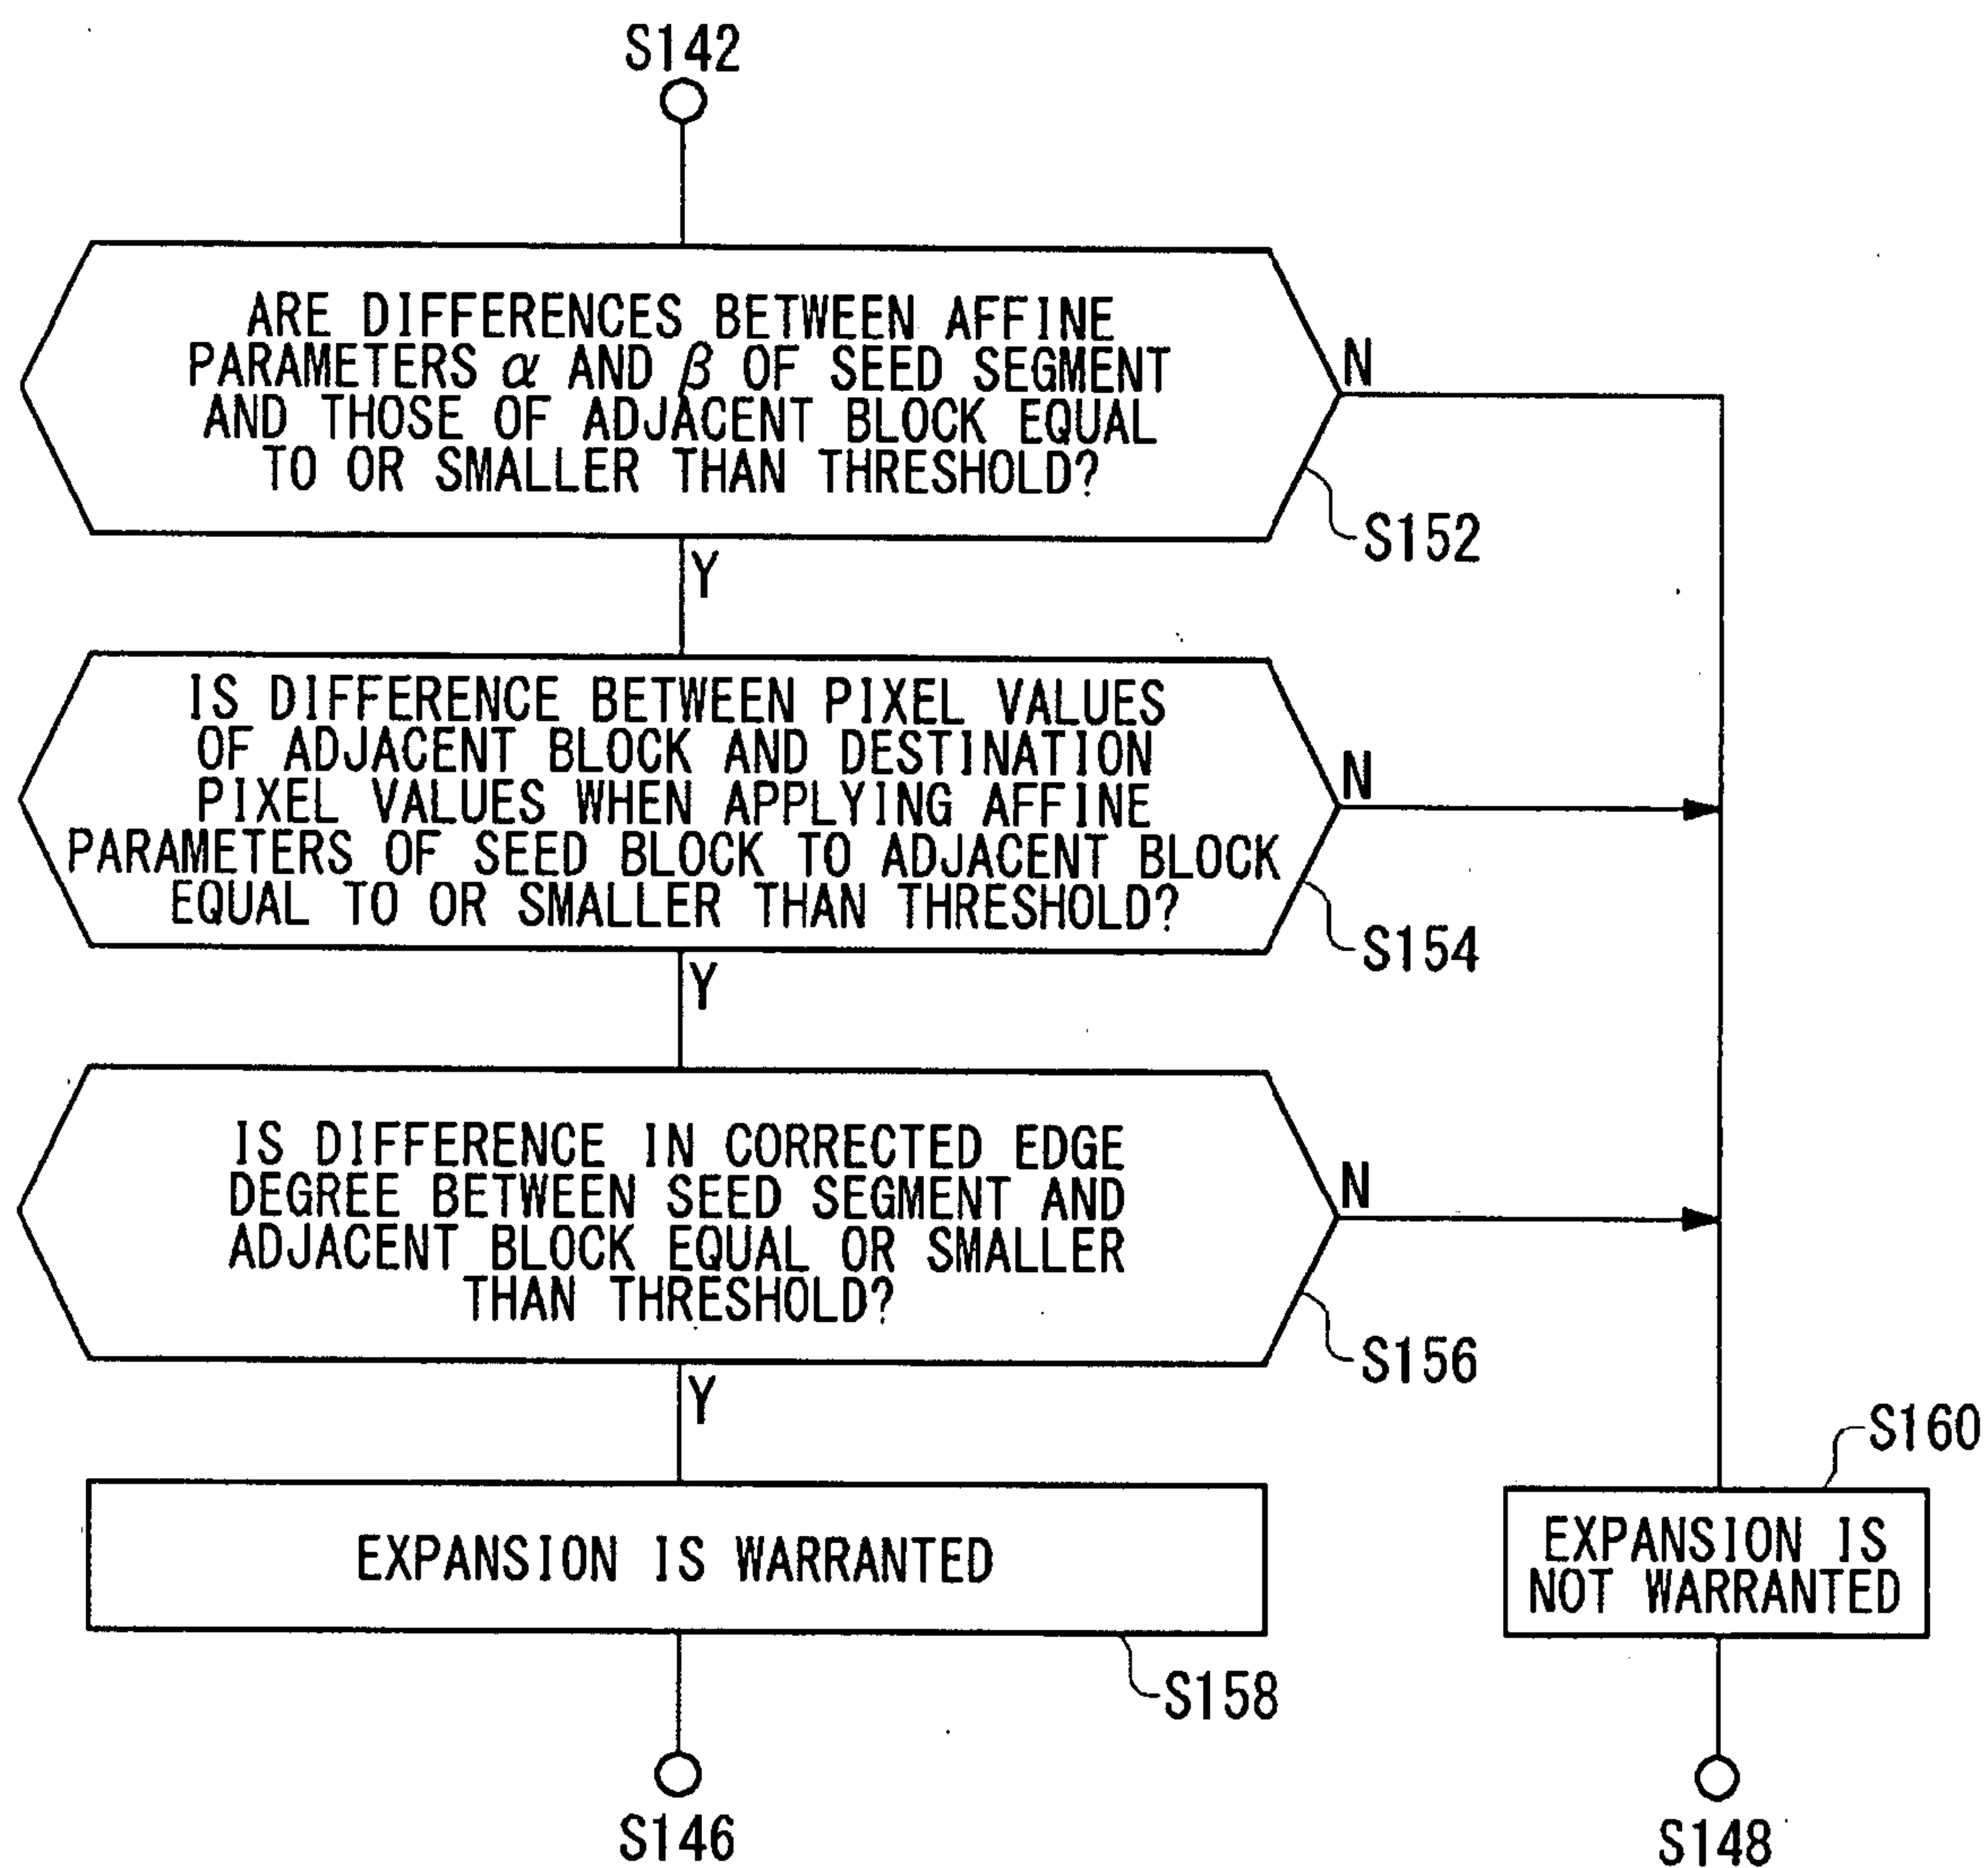 S142
ARE DIFFERENCES BETWEEN AFFINE
PARAMETERS α AND β OF SEED SEGMENT
AND THOSE OF ADJACENT BLOCK EQUAL
TO OR SMALLER THAN THRESHOLD?
N
S152
Y
IS DIFFERENCE BETWEEN PIXEL VALUES
OF ADJACENT BLOCK AND DESTINATION
PIXEL VALUES WHEN APPLYING AFFINE
PARAMETERS OF SEED BLOCK TO ADJACENT BLOCK
EQUAL TO OR SMALLER THAN THRESHOLD?
N
S154
Y
IS DIFFERENCE IN CORRECTED EDGE
DEGREE BETWEEN SEED SEGMENT AND
ADJACENT BLOCK EQUAL OR SMALLER
THAN THRESHOLD?
N
S156
Y
S160
EXPANSION IS WARRANTED
EXPANSION IS
NOT WARRANTED
S158
S146
S148